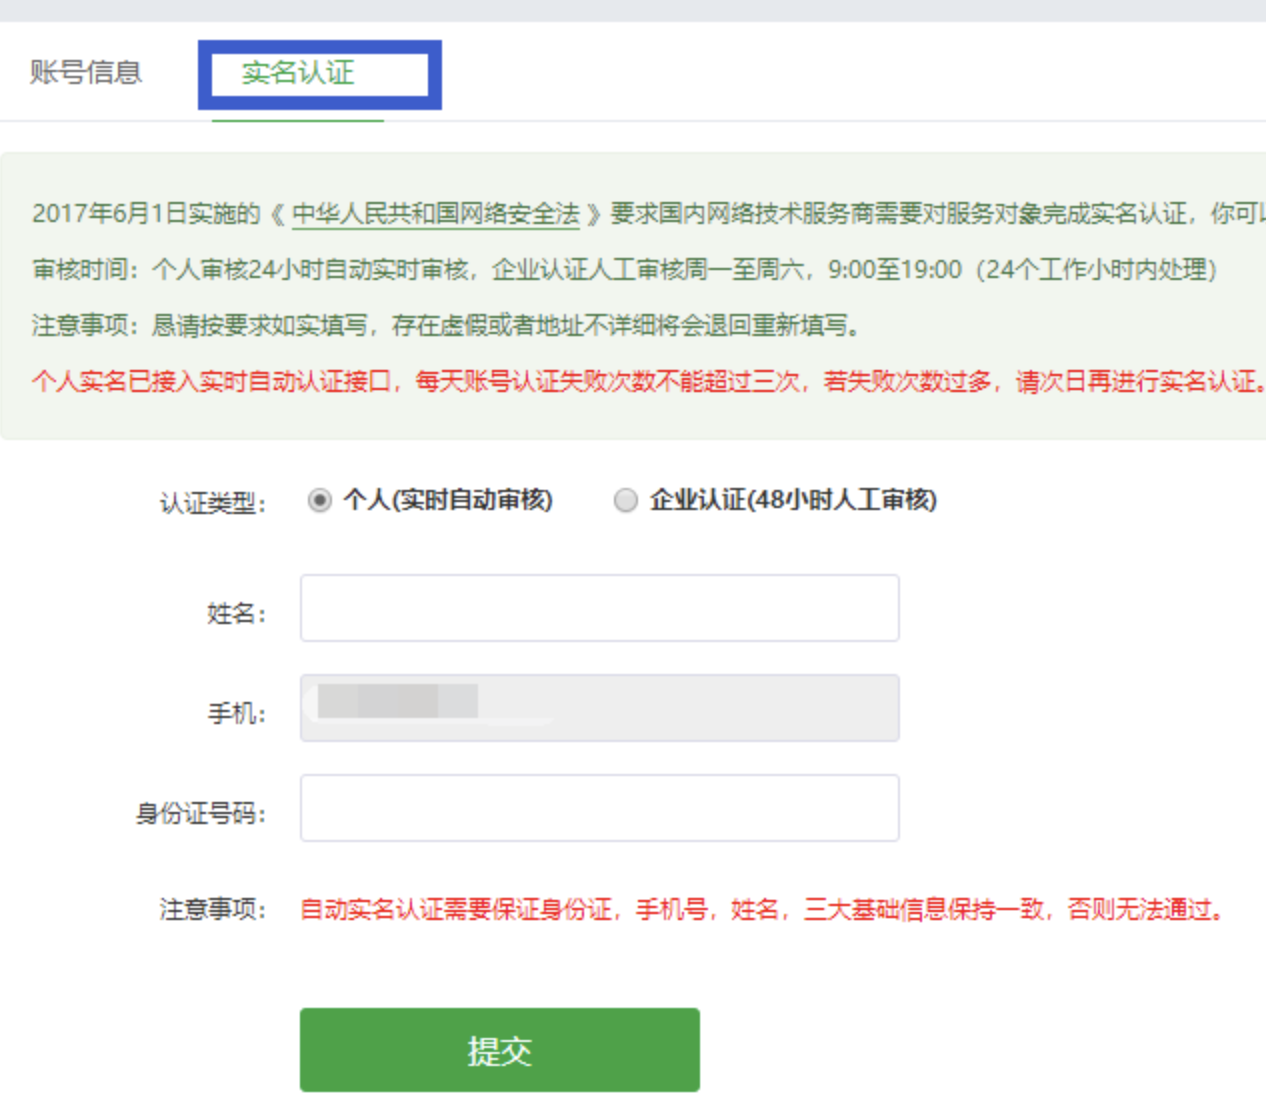 账号信息
实名认证
2017年6月1日实施的《 中华人民共和国网络安全法 》要求国内网络技术服务商需要对服务对象完成实名认证，你可
审核时间：个人审核24小时自动实时审核，企业认证人工审核周一至周六，9:00至19:00（24个工作小时内处理）
注意事项：恳请按要求如实填写，存在虚假或者地址不详细将会退回重新填写。
个人实名已接入实时自动认证接口，每天账号认证失败次数不能超过三次，若失败次数过多，请次日再进行实名认证。
认证类型： 个人(实时自动审核) 企业认证(48小时人工审核)
姓名：
手机：
身份证号码：
注意事项： 自动实名认证需要保证身份证，手机号，姓名，三大基础信息保持一致，否则无法通过。
提交